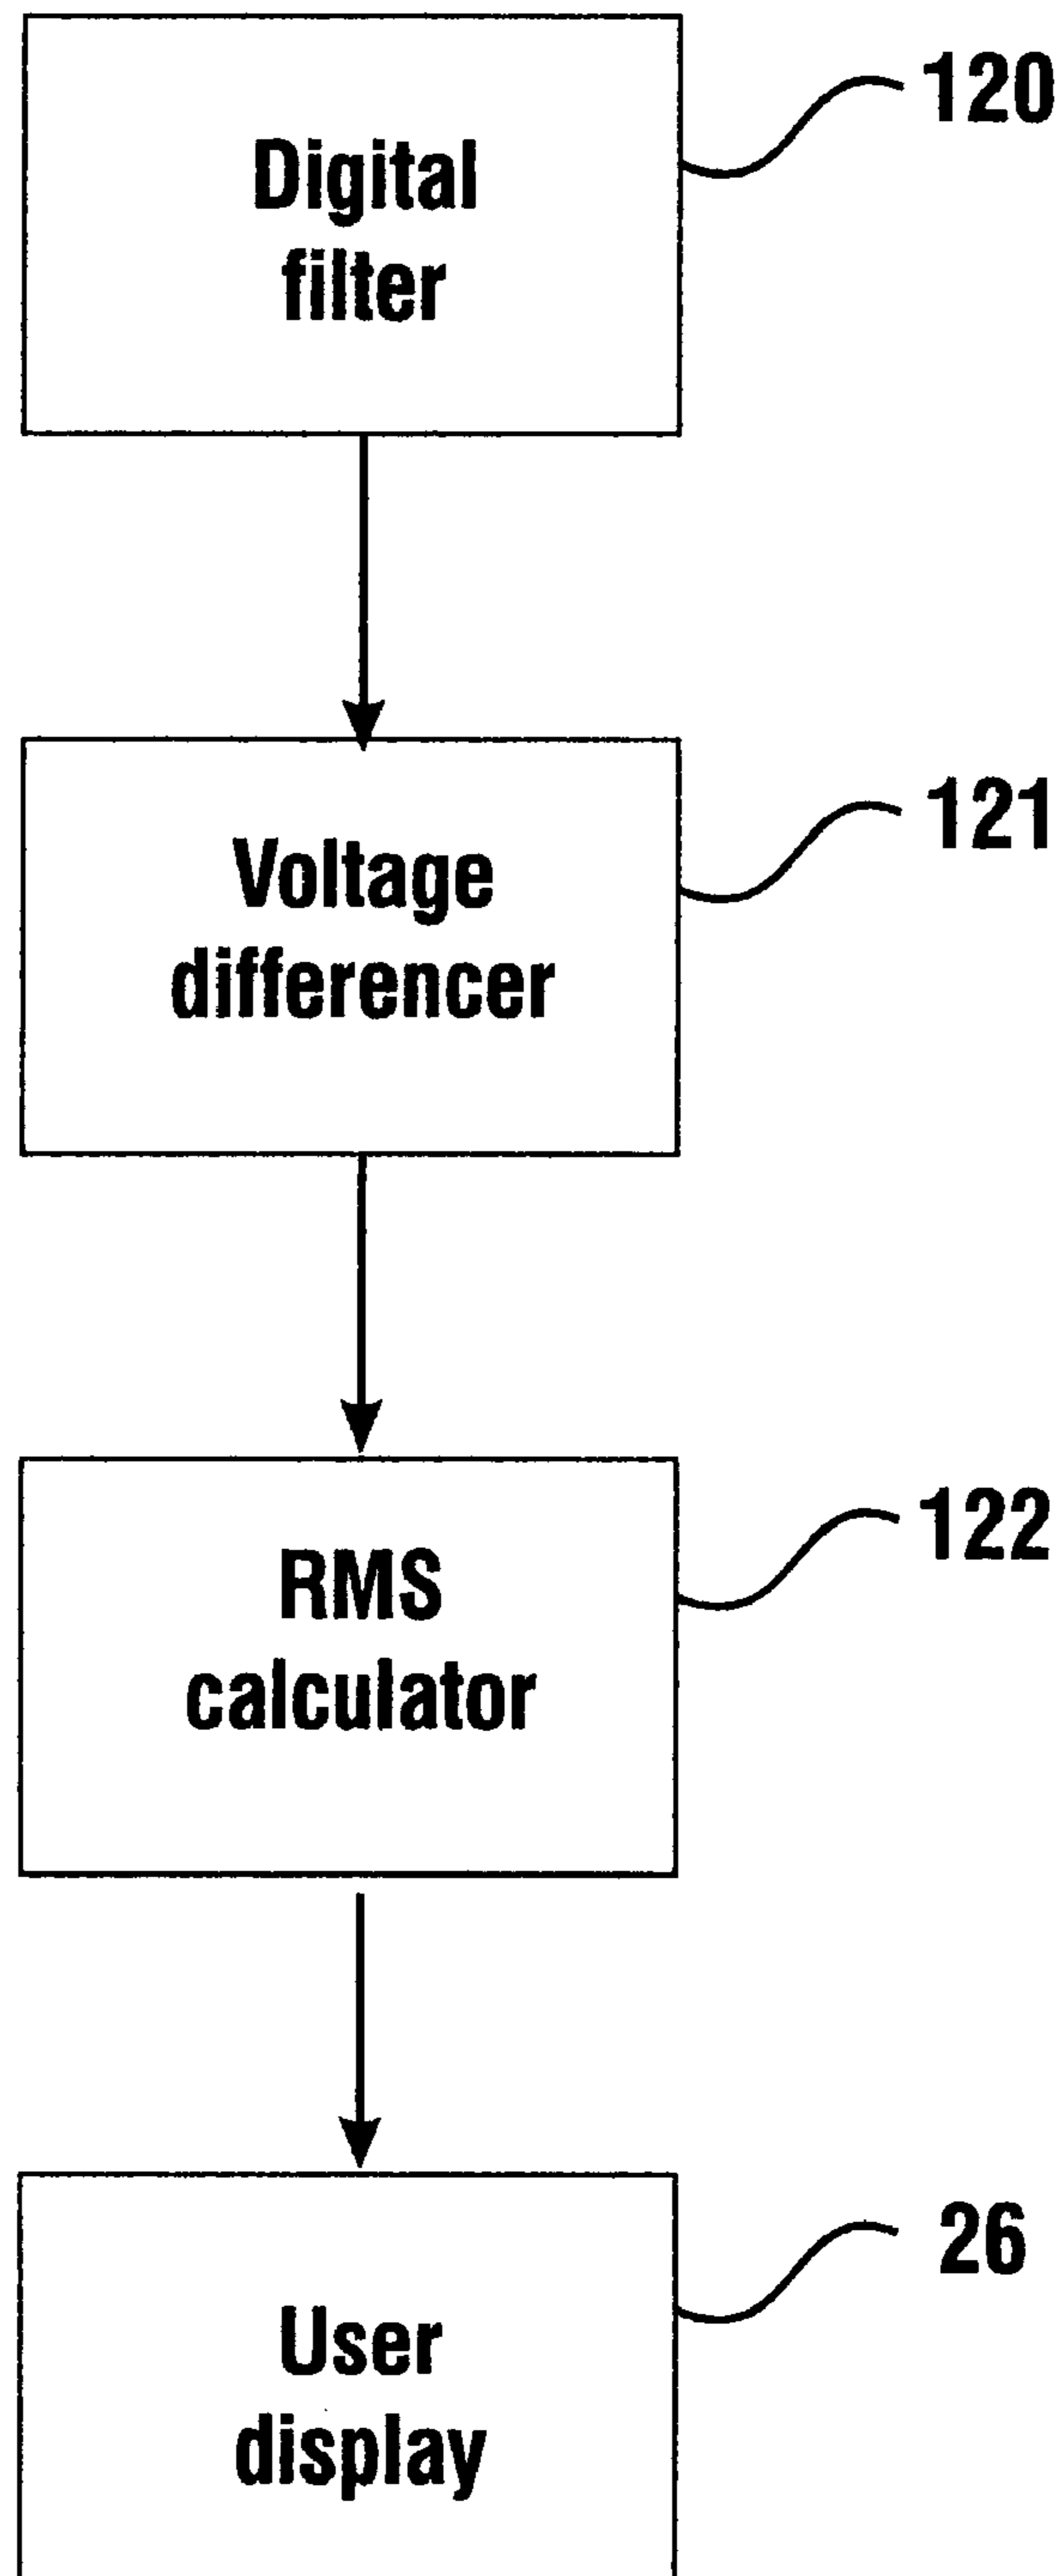 120
Digital
filter
121
Voltage
differencer
122
RMS
calculator
26
User
display